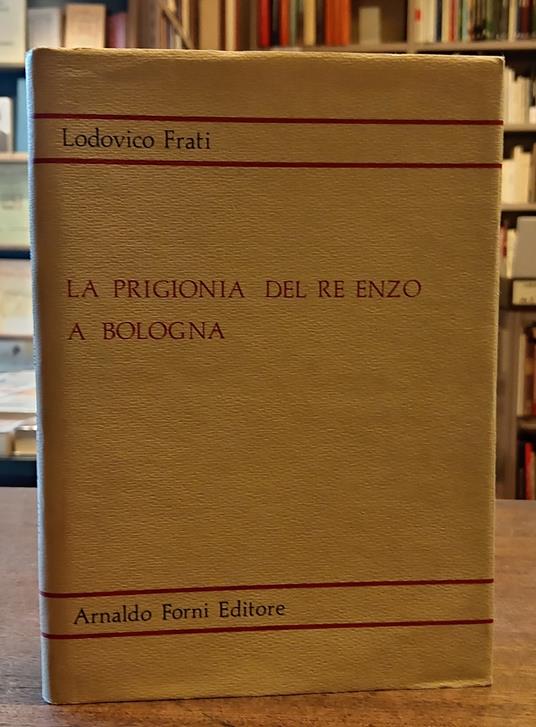 Lodovico Frati
LA PRIGIONIA DEL RE ENZO
A BOLOGNA
Arnaldo Forni Editore